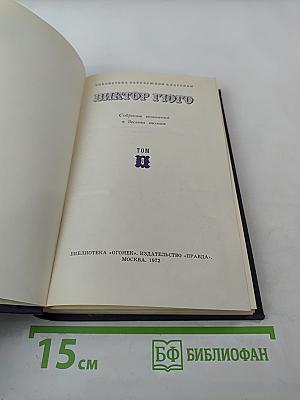 БИБЛИОТЕКА ЗАРУБЕЖНОЙ КЛАССИКИ
ВИКТОР ГЮГО
Собрание сочинений
в десяти томах
ТОМ
II
БИБЛИОТЕКА «ОГОНЕК». ИЗДАТЕЛЬСТВО «ПРАВДА».
МОСКВА. 1972
15 см
БФ БИБЛИОФАН